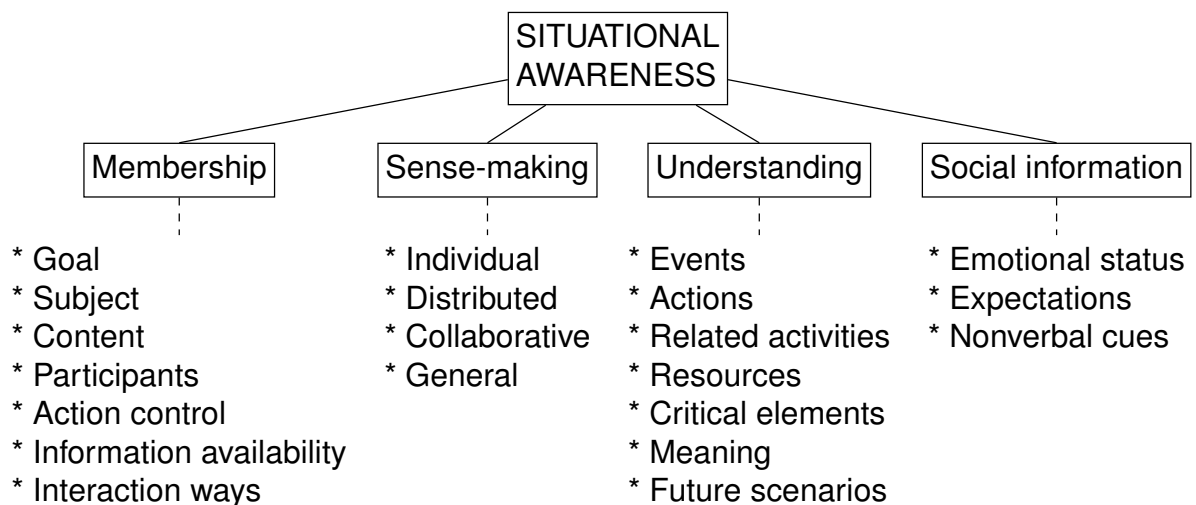 SITUATIONAL
AWARENESS
Membership
Sense-making
Understanding
Social information
* Goal
* Subject
* Content
* Participants
* Action control
* Information availability
* Interaction ways
* Individual
* Distributed
* Collaborative
* General
* Events
* Actions
* Related activities
* Resources
* Critical elements
* Meaning
* Future scenarios
* Emotional status
* Expectations
* Nonverbal cues